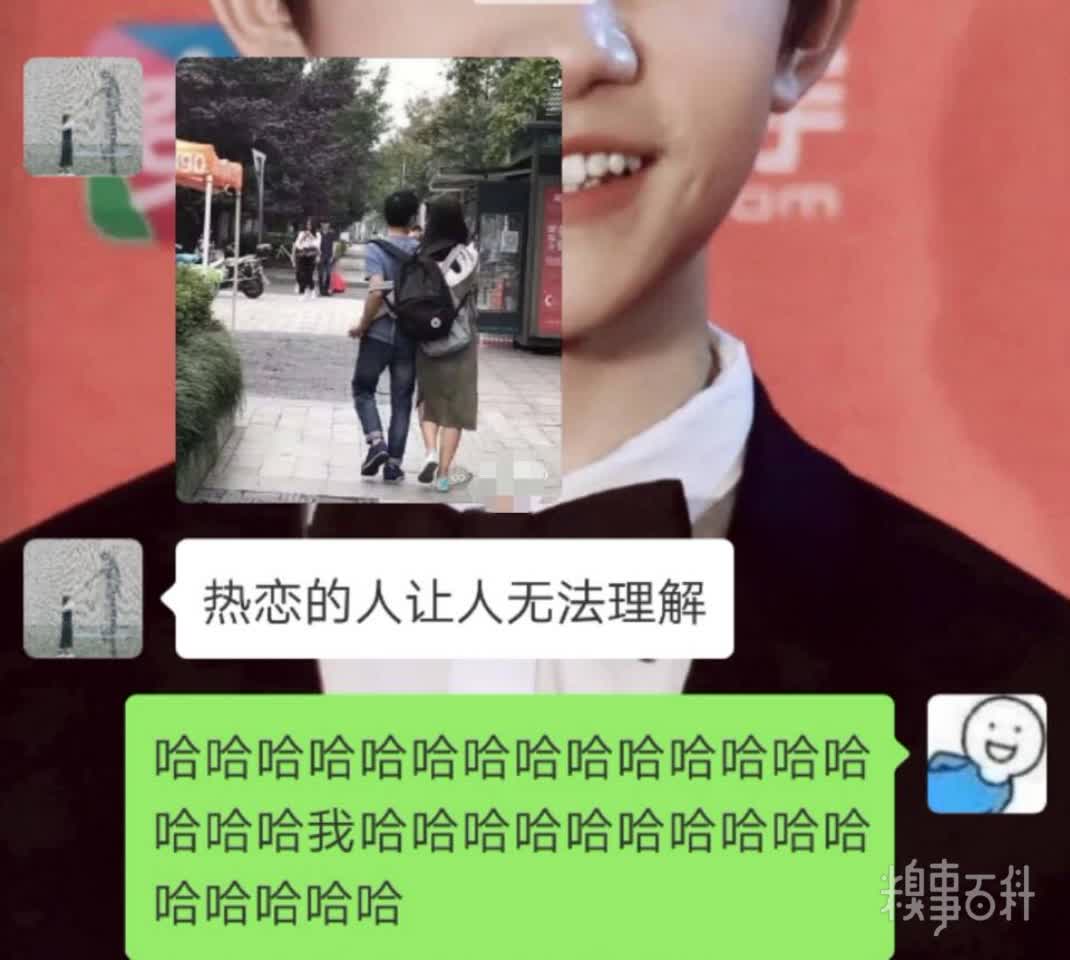 热恋的人让人无法理解
哈哈哈哈哈哈哈哈哈哈哈哈哈哈
哈哈哈我哈哈哈哈哈哈哈哈哈哈
哈哈哈哈哈
糗事百科